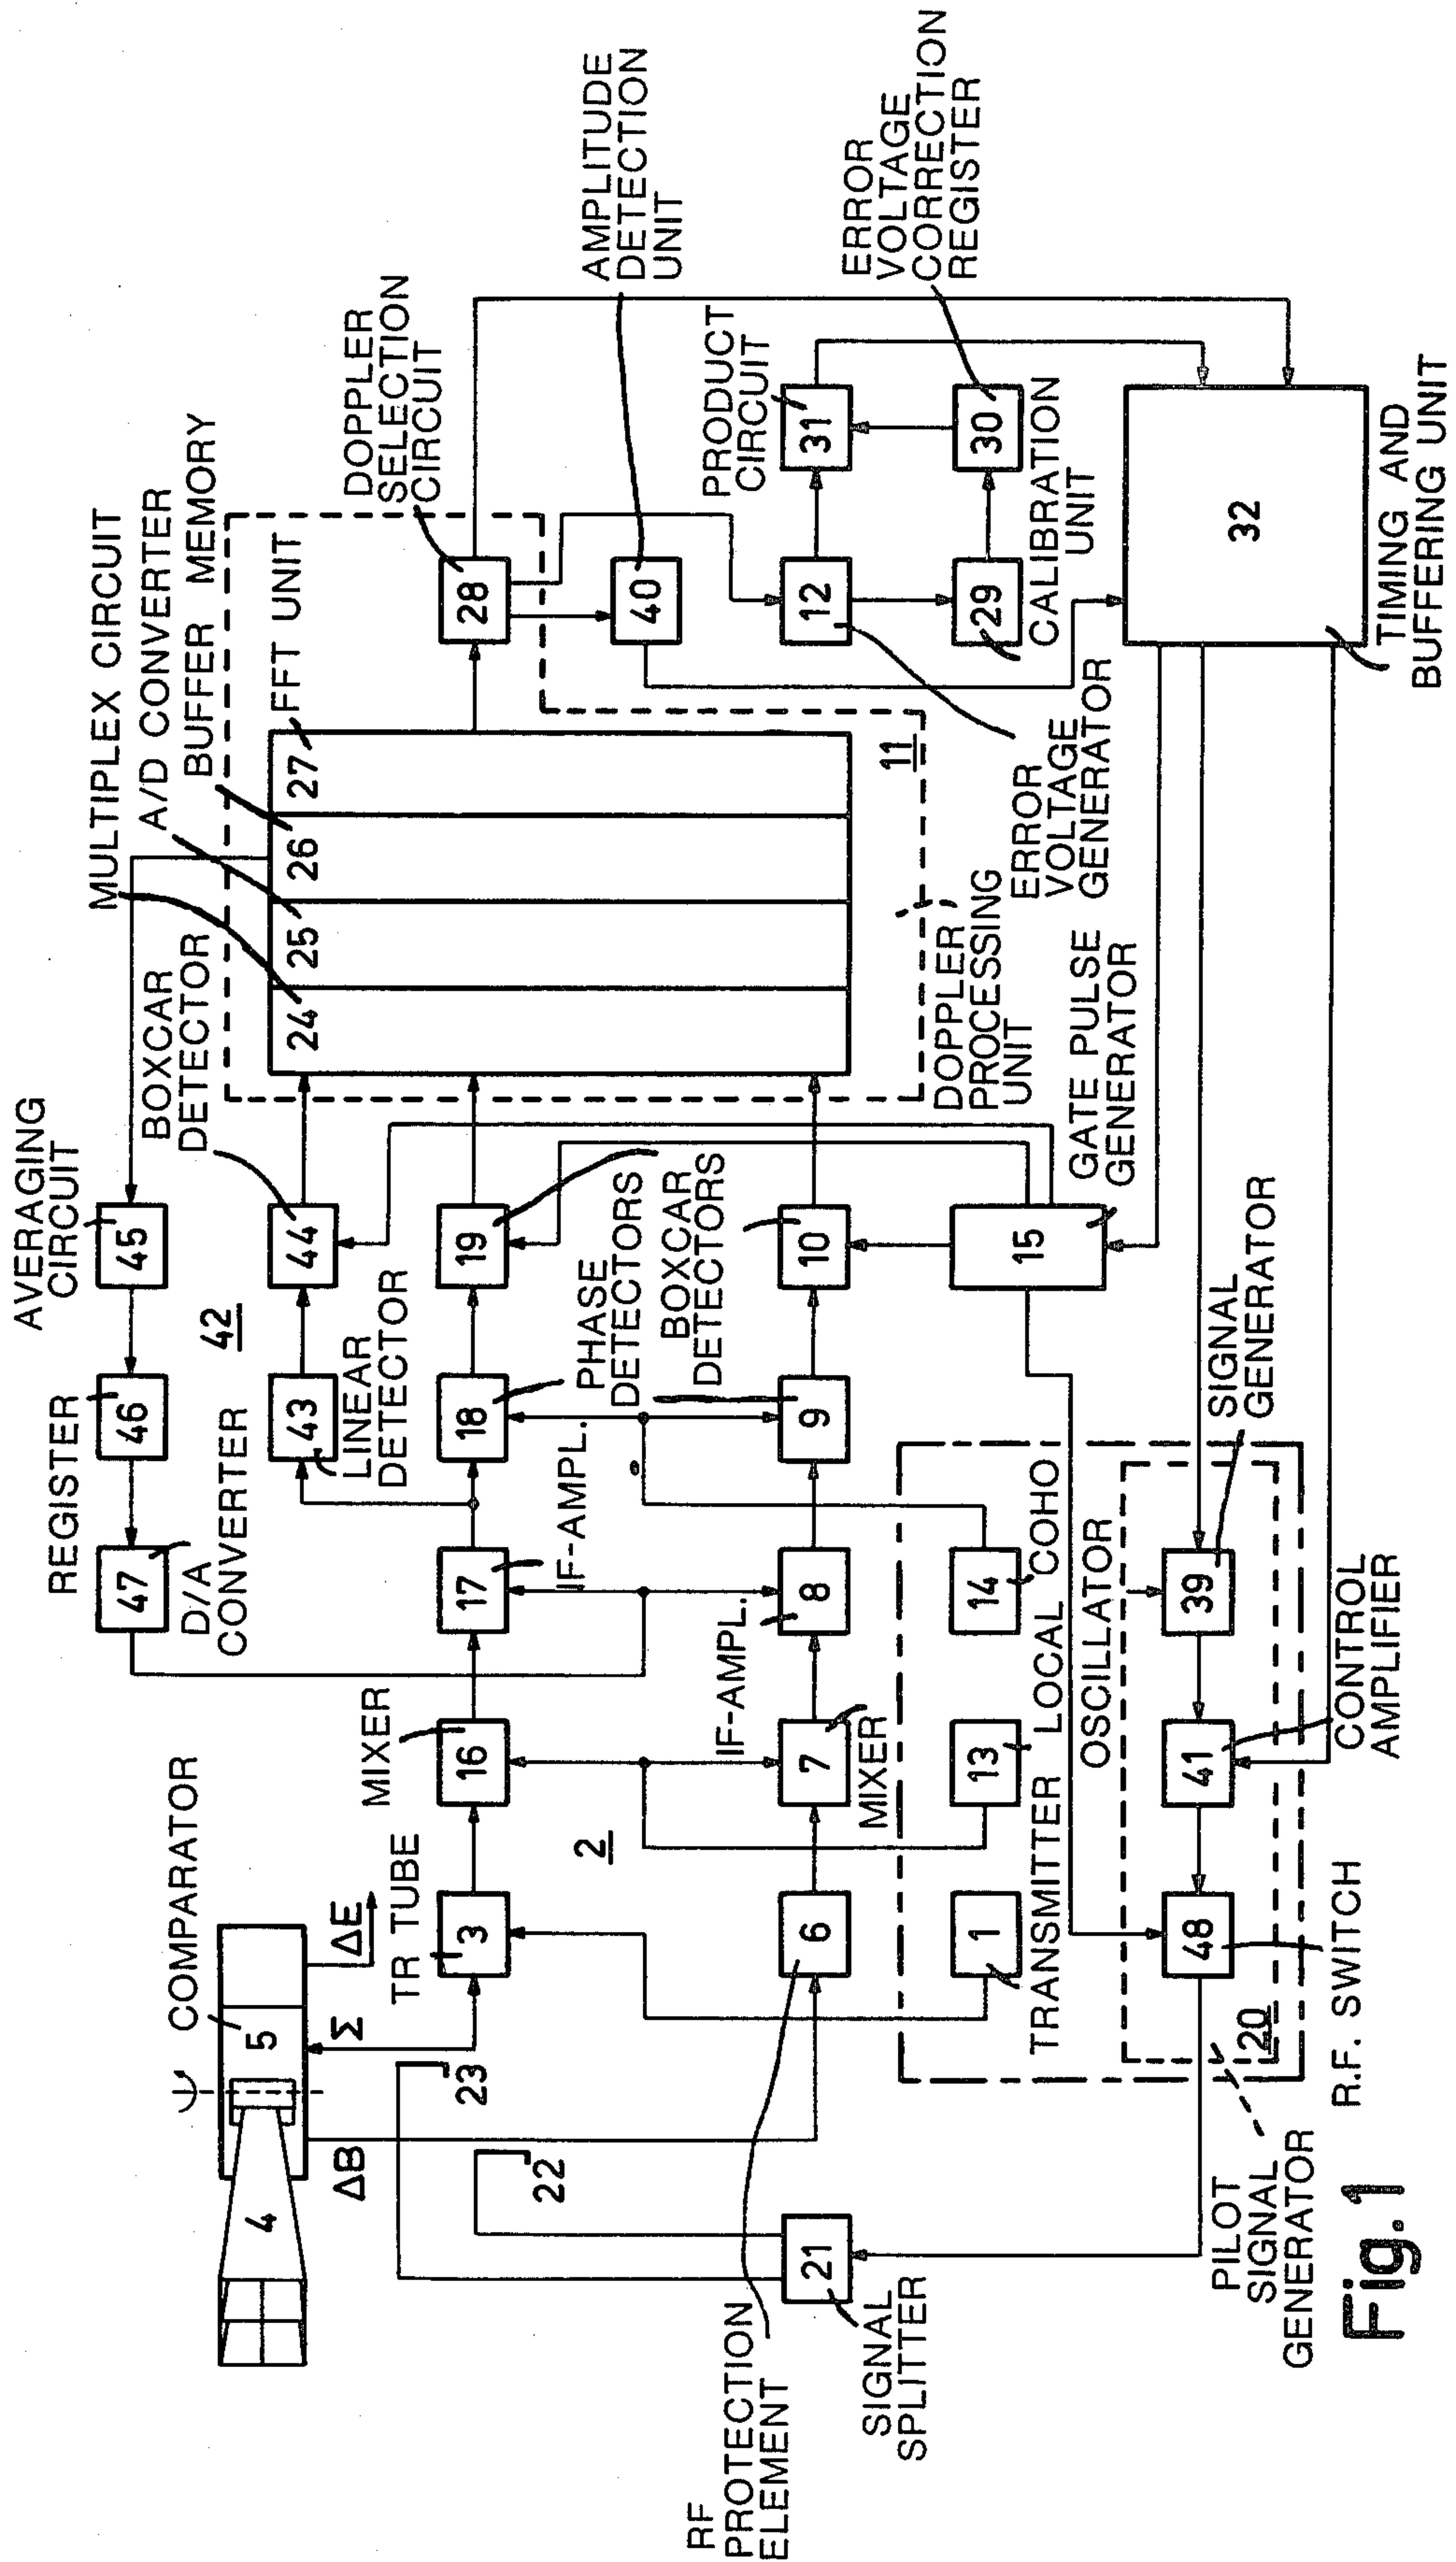 COMPARATOR
5
4
ΔE
Σ
ΔB
23
22
TR TUBE
3
MIXER
16
17
IF-AMPL.
18
PHASE
DETECTORS
19
BOXCAR
DETECTORS
REGISTER
46
AVERAGING
CIRCUIT
45
47
D/A
CONVERTER
42
43
LINEAR
DETECTOR
BOXCAR
DETECTOR
44
MULTIPLEX CIRCUIT
A/D CONVERTER
BUFFER MEMORY
FFT UNIT
24
25
26
27
11
DOPPLER
PROCESSING
UNIT
DOPPLER
SELECTION
CIRCUIT
28
AMPLITUDE
DETECTION
UNIT
40
PRODUCT
CIRCUIT
31
12
ERROR
VOLTAGE
GENERATOR
ERROR
VOLTAGE
CORRECTION
REGISTER
30
29
CALIBRATION
UNIT
32
TIMING AND
BUFFERING UNIT
2
RF
PROTECTION
ELEMENT
6
7
MIXER
IF-AMPL.
8
9
10
15
GATE PULSE
GENERATOR
1
TRANSMITTER
13
LOCAL
OSCILLATOR
14
COHO
SIGNAL
SPLITTER
21
48
R.F. SWITCH
41
CONTROL
AMPLIFIER
39
SIGNAL
GENERATOR
20
PILOT
SIGNAL
GENERATOR
Fig. 1